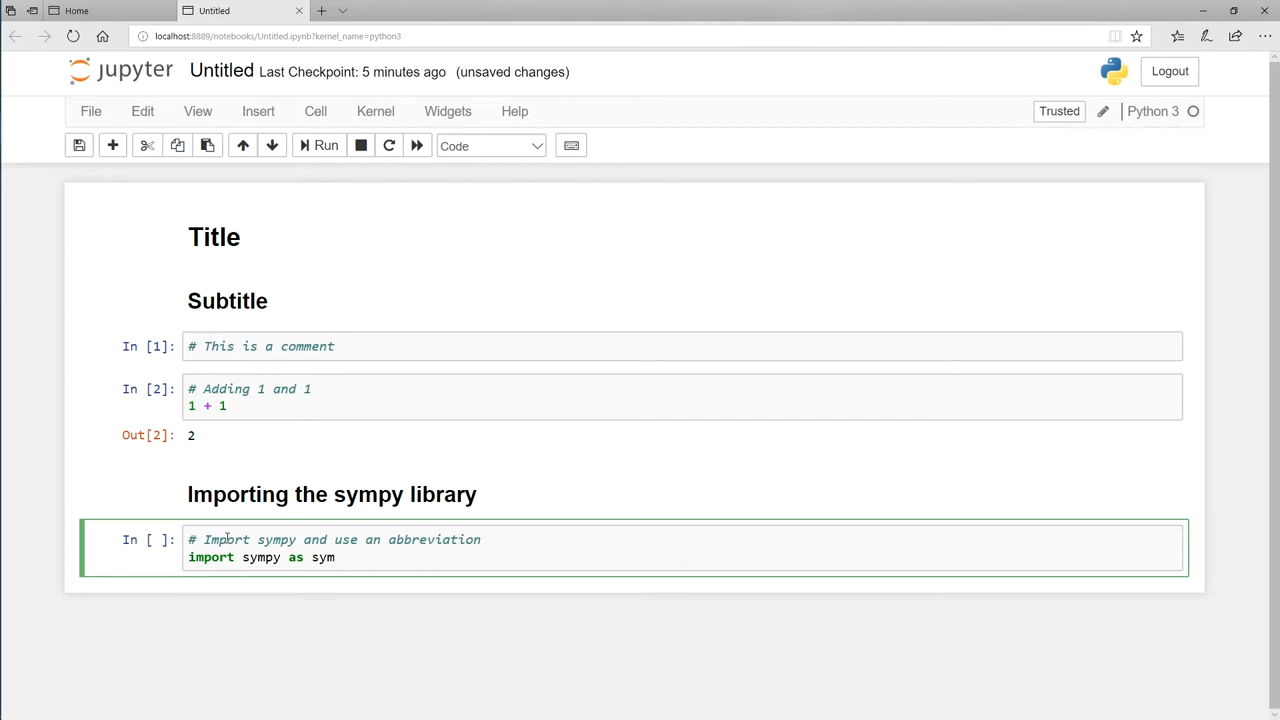 Home
Untitled
localhost:8889/notebooks/Untitled.ipynb?kernel_name=python3
jupyter Untitled Last Checkpoint: 5 minutes ago (unsaved changes)
Logout
File Edit View Insert Cell Kernel Widgets Help
Trusted
Python 3
Run
Code
Title
Subtitle
In [1]: # This is a comment
In [2]: # Adding 1 and 1
1 + 1
Out[2]: 2
Importing the sympy library
In [ ]: # Import sympy and use an abbreviation
import sympy as sym